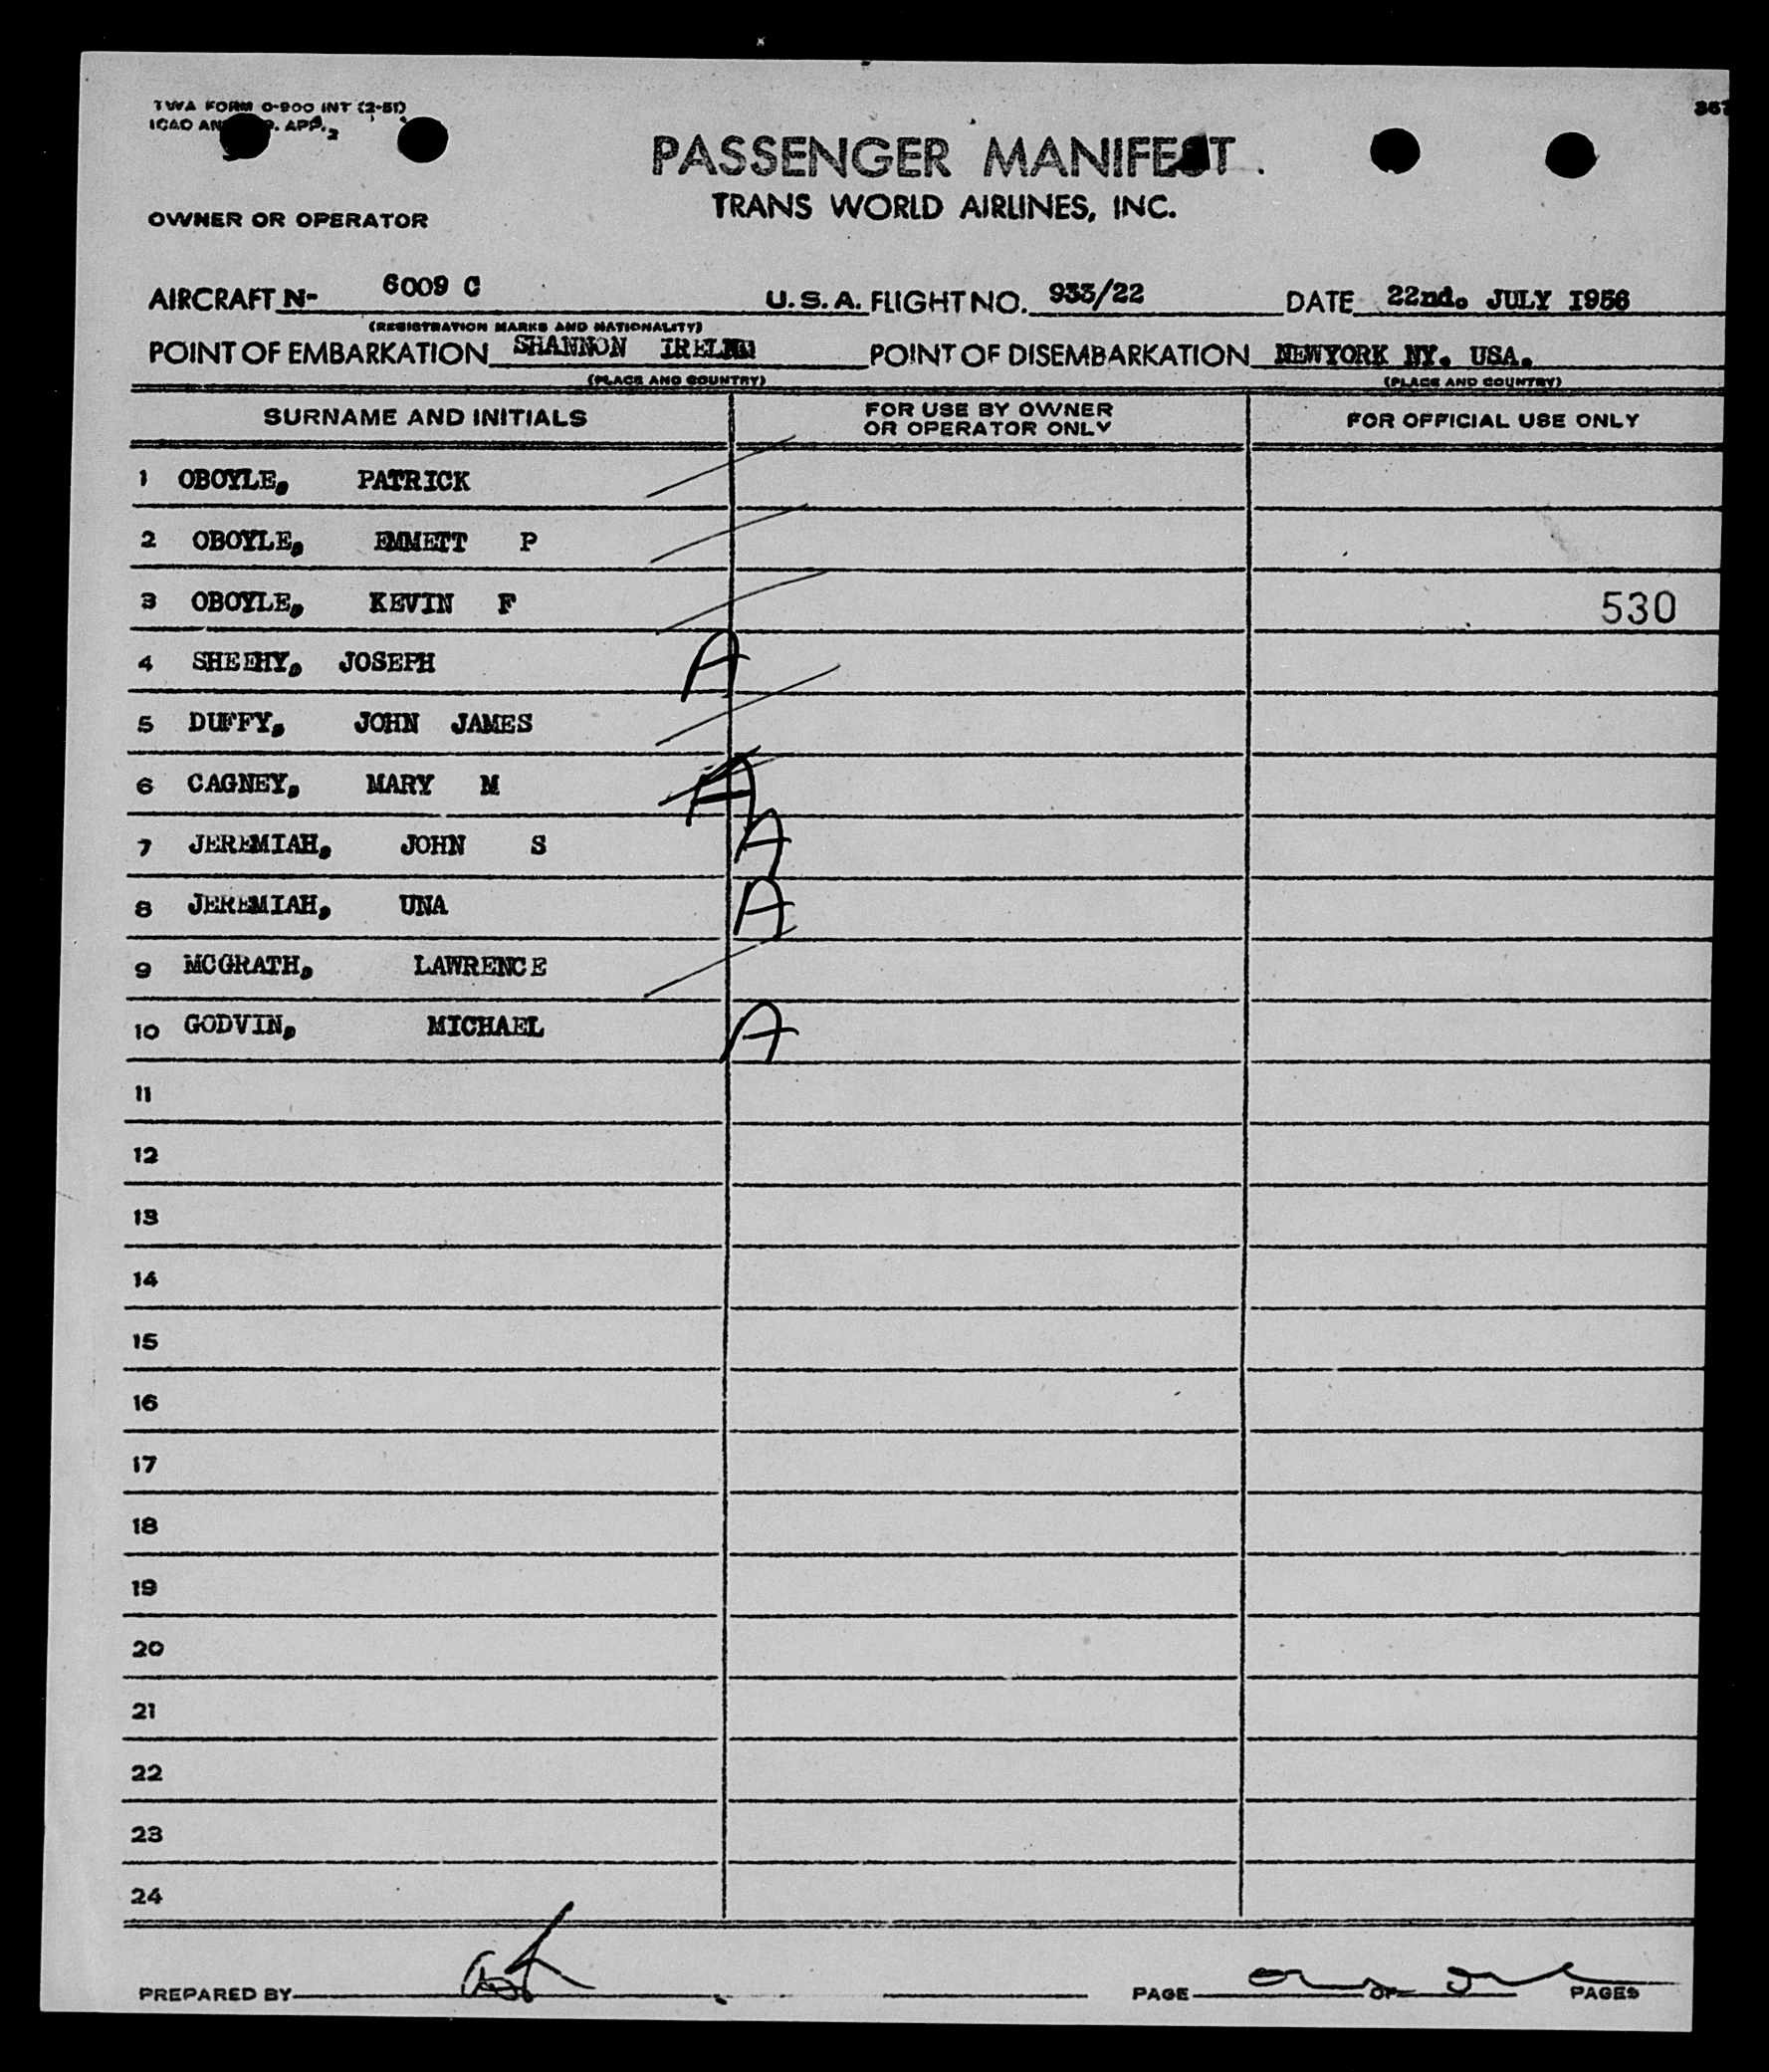 TWA FORM 0-900 INT (2-51)
ICAO APP. 2
367
PASSENGER MANIFEST
TRANS WORLD AIRLINES, INC.
OWNER OR OPERATOR
AIRCRAFT N- 6009 C U.S.A. FLIGHT NO. 933/22 DATE 22nd. JULY 1956
(REGISTRATION MARKS AND NATIONALITY)
POINT OF EMBARKATION SHANNON POINT OF DISEMBARKATION NEWYORK NY. USA.
(PLACE AND COUNTRY) (PLACE AND COUNTRY)
SURNAME AND INITIALS FOR USE BY OWNER OR OPERATOR ONLY FOR OFFICIAL USE ONLY
1 OBOYLE, PATRICK
2 OBOYLE, EMMETT P
3 OBOYLE, KEVIN F 530
4 SHEEHY, JOSEPH A
5 DUFFY, JOHN JAMES
6 CAGNEY, MARY M A
7 JEREMIAH, JOHN S A
8 JEREMIAH, UNA A
9 MCGRATH, LAWRENCE
10 GODVIN, MICHAEL A
11
12
13
14
15
16
17
18
19
20
21
22
23
24
PREPARED BY PAGE one OF PAGES